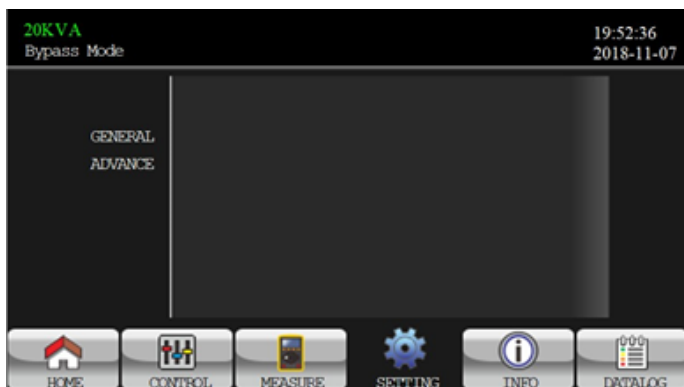 20KVA
Bypass Mode
19:52:36
2018-11-07
GENERAL
ADVANCE
HOME
CONTROL
MEASURE
SETTING
INFO
DATALOG